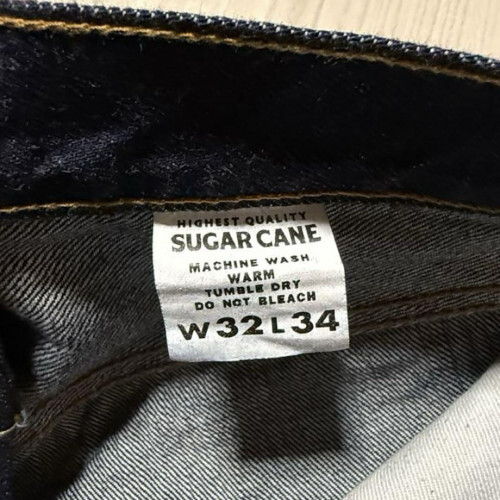 HIGHEST QUALITY
SUGAR CANE
MACHINE WASH
WARM
TUMBLE DRY
DO NOT BLEACH
W32L34